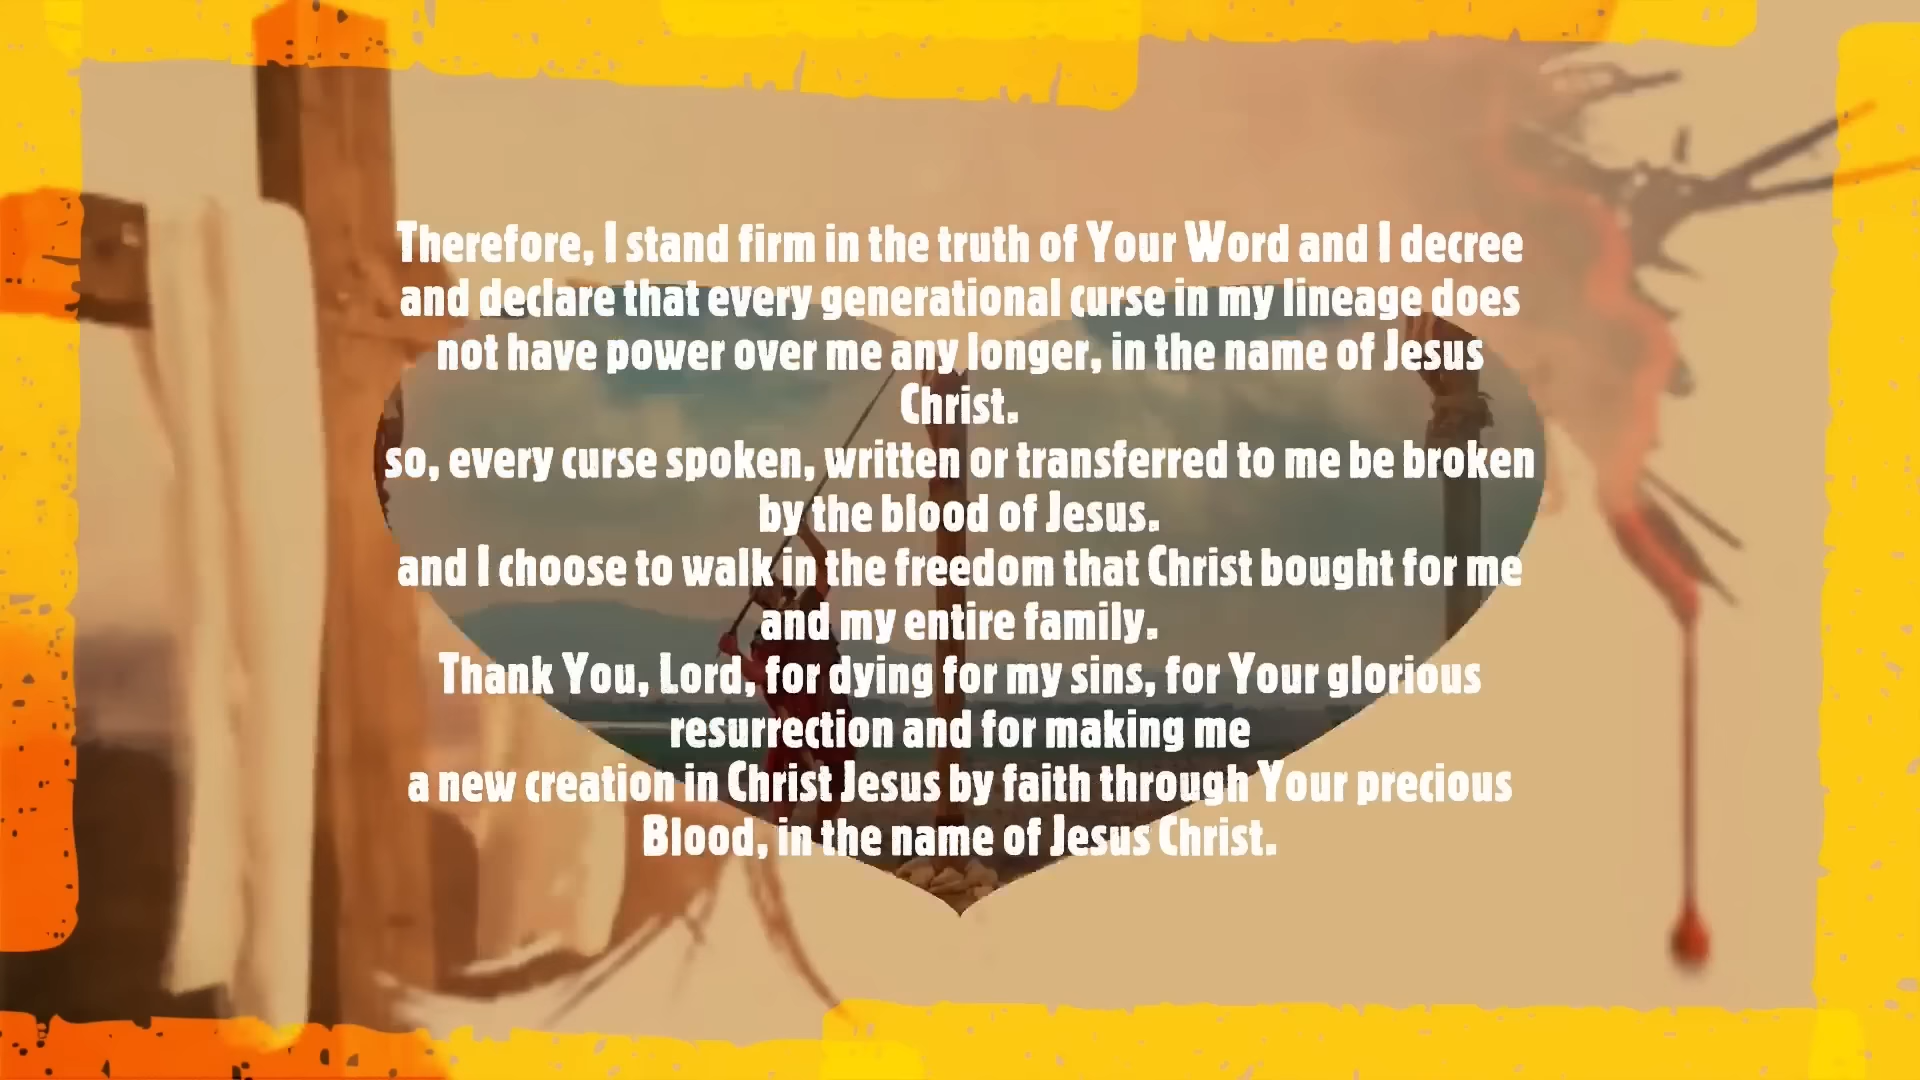 Therefore, I stand firm in the truth of Your Word and I decree
and declare that every generational curse in my lineage does
not have power over me any longer, in the name of Jesus
Christ.
so, every curse spoken, written or transferred to me be broken
by the blood of Jesus.
and I choose to walk in the freedom that Christ bought for me
and my entire family.
Thank You, Lord, for dying for my sins, for Your glorious
resurrection and for making me
a new creation in Christ Jesus by faith through Your precious
Blood, in the name of Jesus Christ.